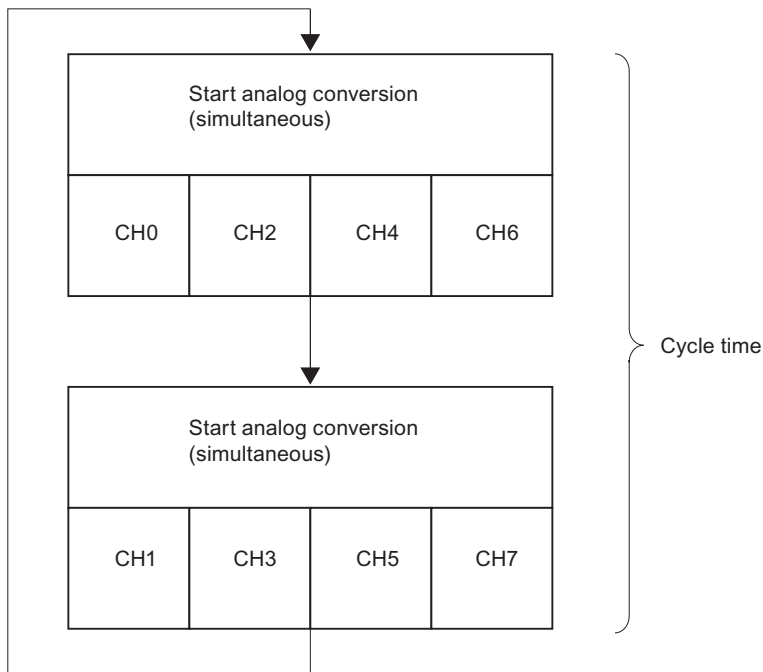 Start analog conversion
(simultaneous)
CH0 CH2 CH4 CH6
Cycle time
Start analog conversion
(simultaneous)
CH1 CH3 CH5 CH7